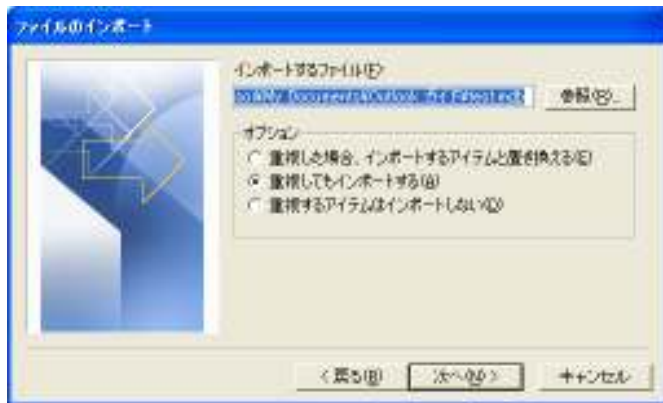 ファイルのインポート
インポートするファイル(F):
My Documents¥Outlook
参照(R)...
オプション
重複した場合、インポートするアイテムと置き換える(E)
重複してもインポートする(A)
重複するアイテムはインポートしない(D)
< 戻る(B)
次へ(N) >
キャンセル